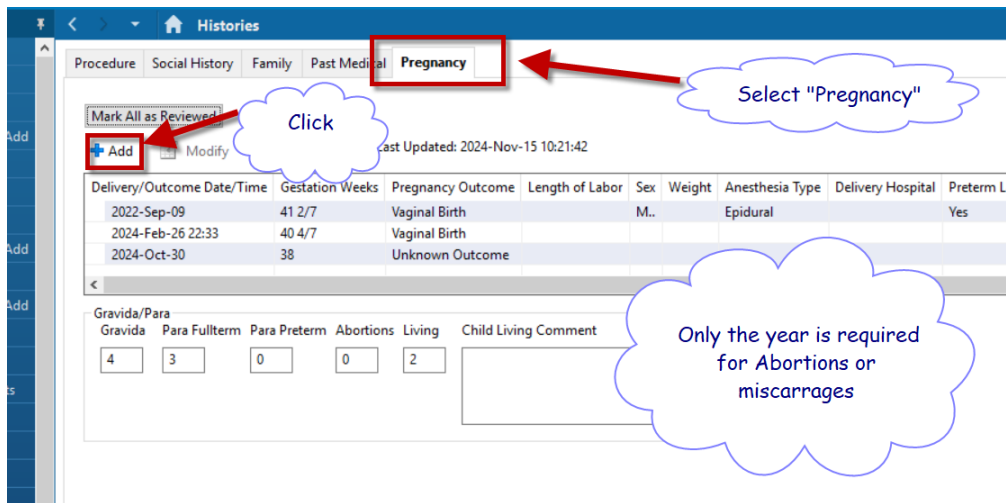 Histories
Procedure Social History Family Past Medical Pregnancy
Select "Pregnancy"
Mark All as Reviewed
Click
Add
Add Modify
Last Updated: 2024-Nov-15 10:21:42
Delivery/Outcome Date/Time Gestation Weeks Pregnancy Outcome Length of Labor Sex Weight Anesthesia Type Delivery Hospital Preterm L
2022-Sep-09 41 2/7 Vaginal Birth M.. Epidural Yes
2024-Feb-26 22:33 40 4/7 Vaginal Birth
Add
2024-Oct-30 38 Unknown Outcome
Add
Gravida/Para
Gravida Para Fullterm Para Preterm Abortions Living Child Living Comment
4 3 0 0 2
Only the year is required
for Abortions or
miscarrages
ts